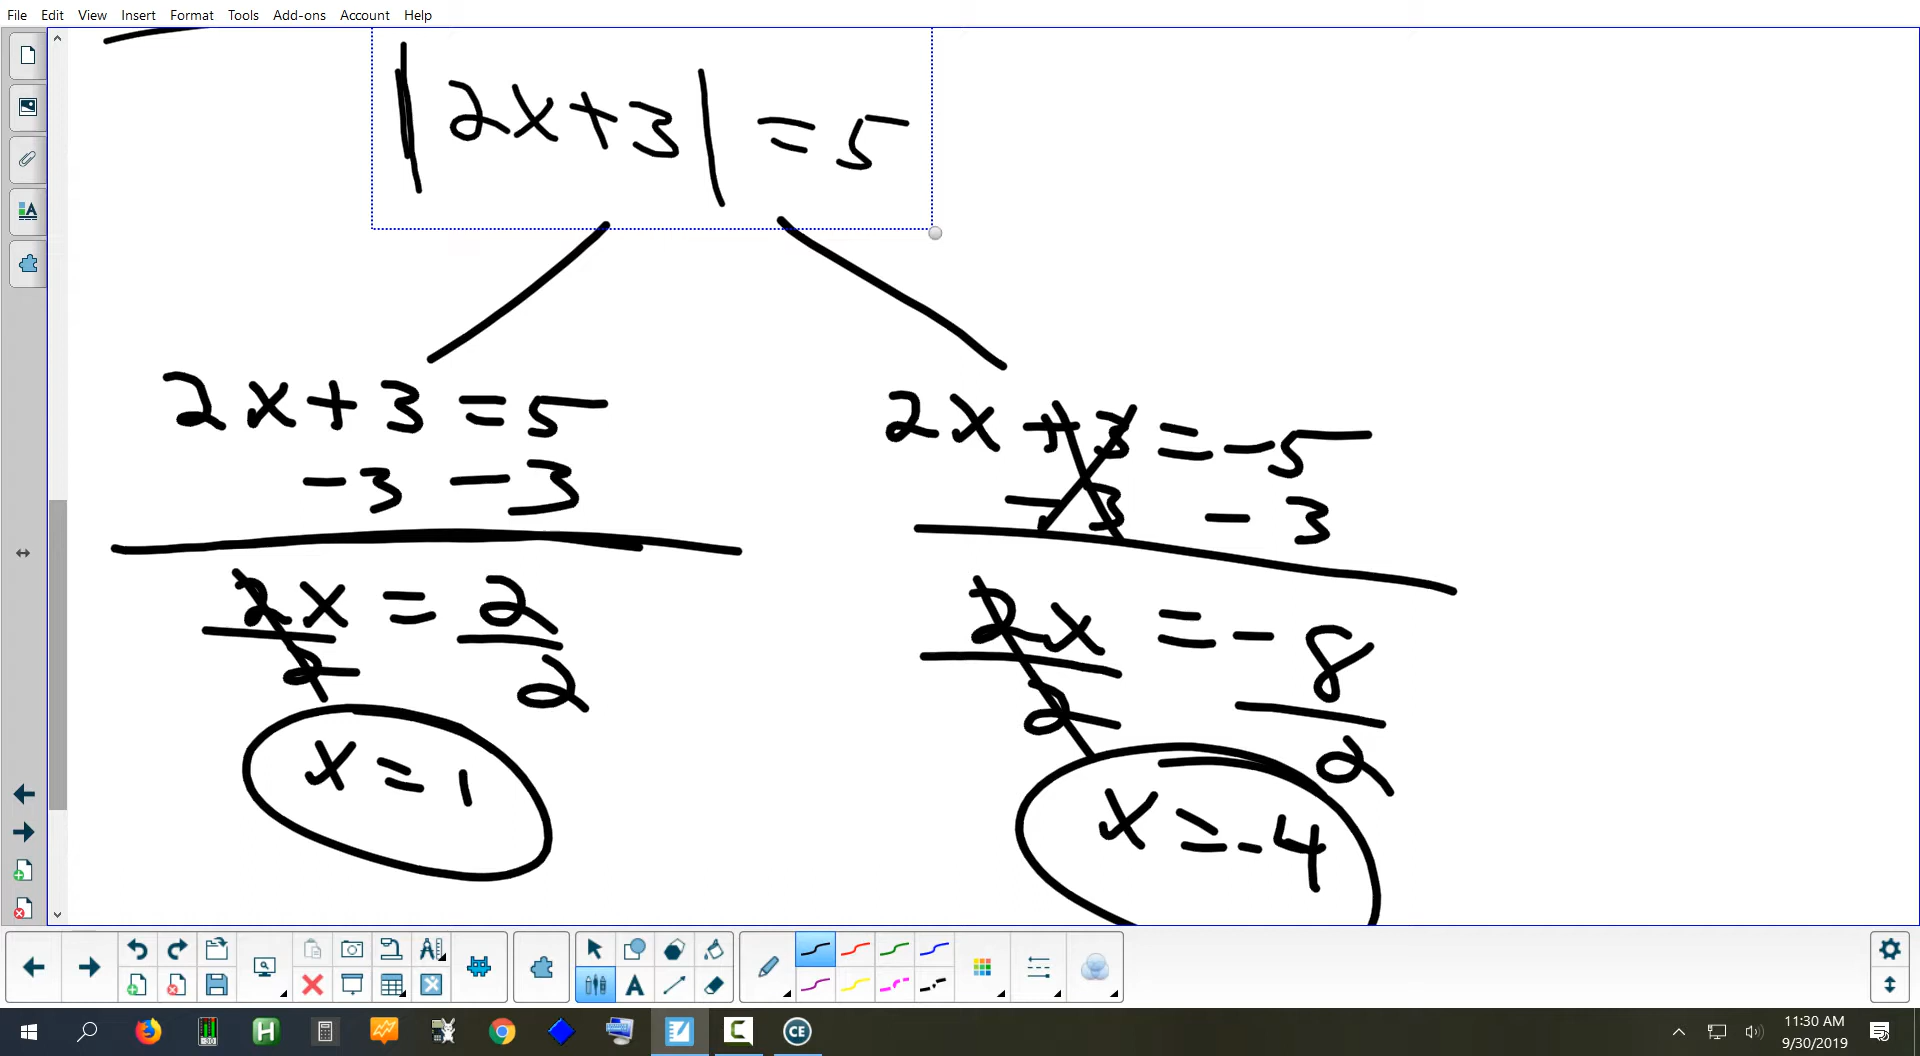 File Edit View Insert Format Tools Add-ons Account Help
|2x+3| = 5
2x+3 = 5
-3 -3
2x = 2
2 2
x = 1
2x +3 = -5
-3 -3
2x = -8
2 2
x = -4
A
A
CE
11:30 AM
9/30/2019